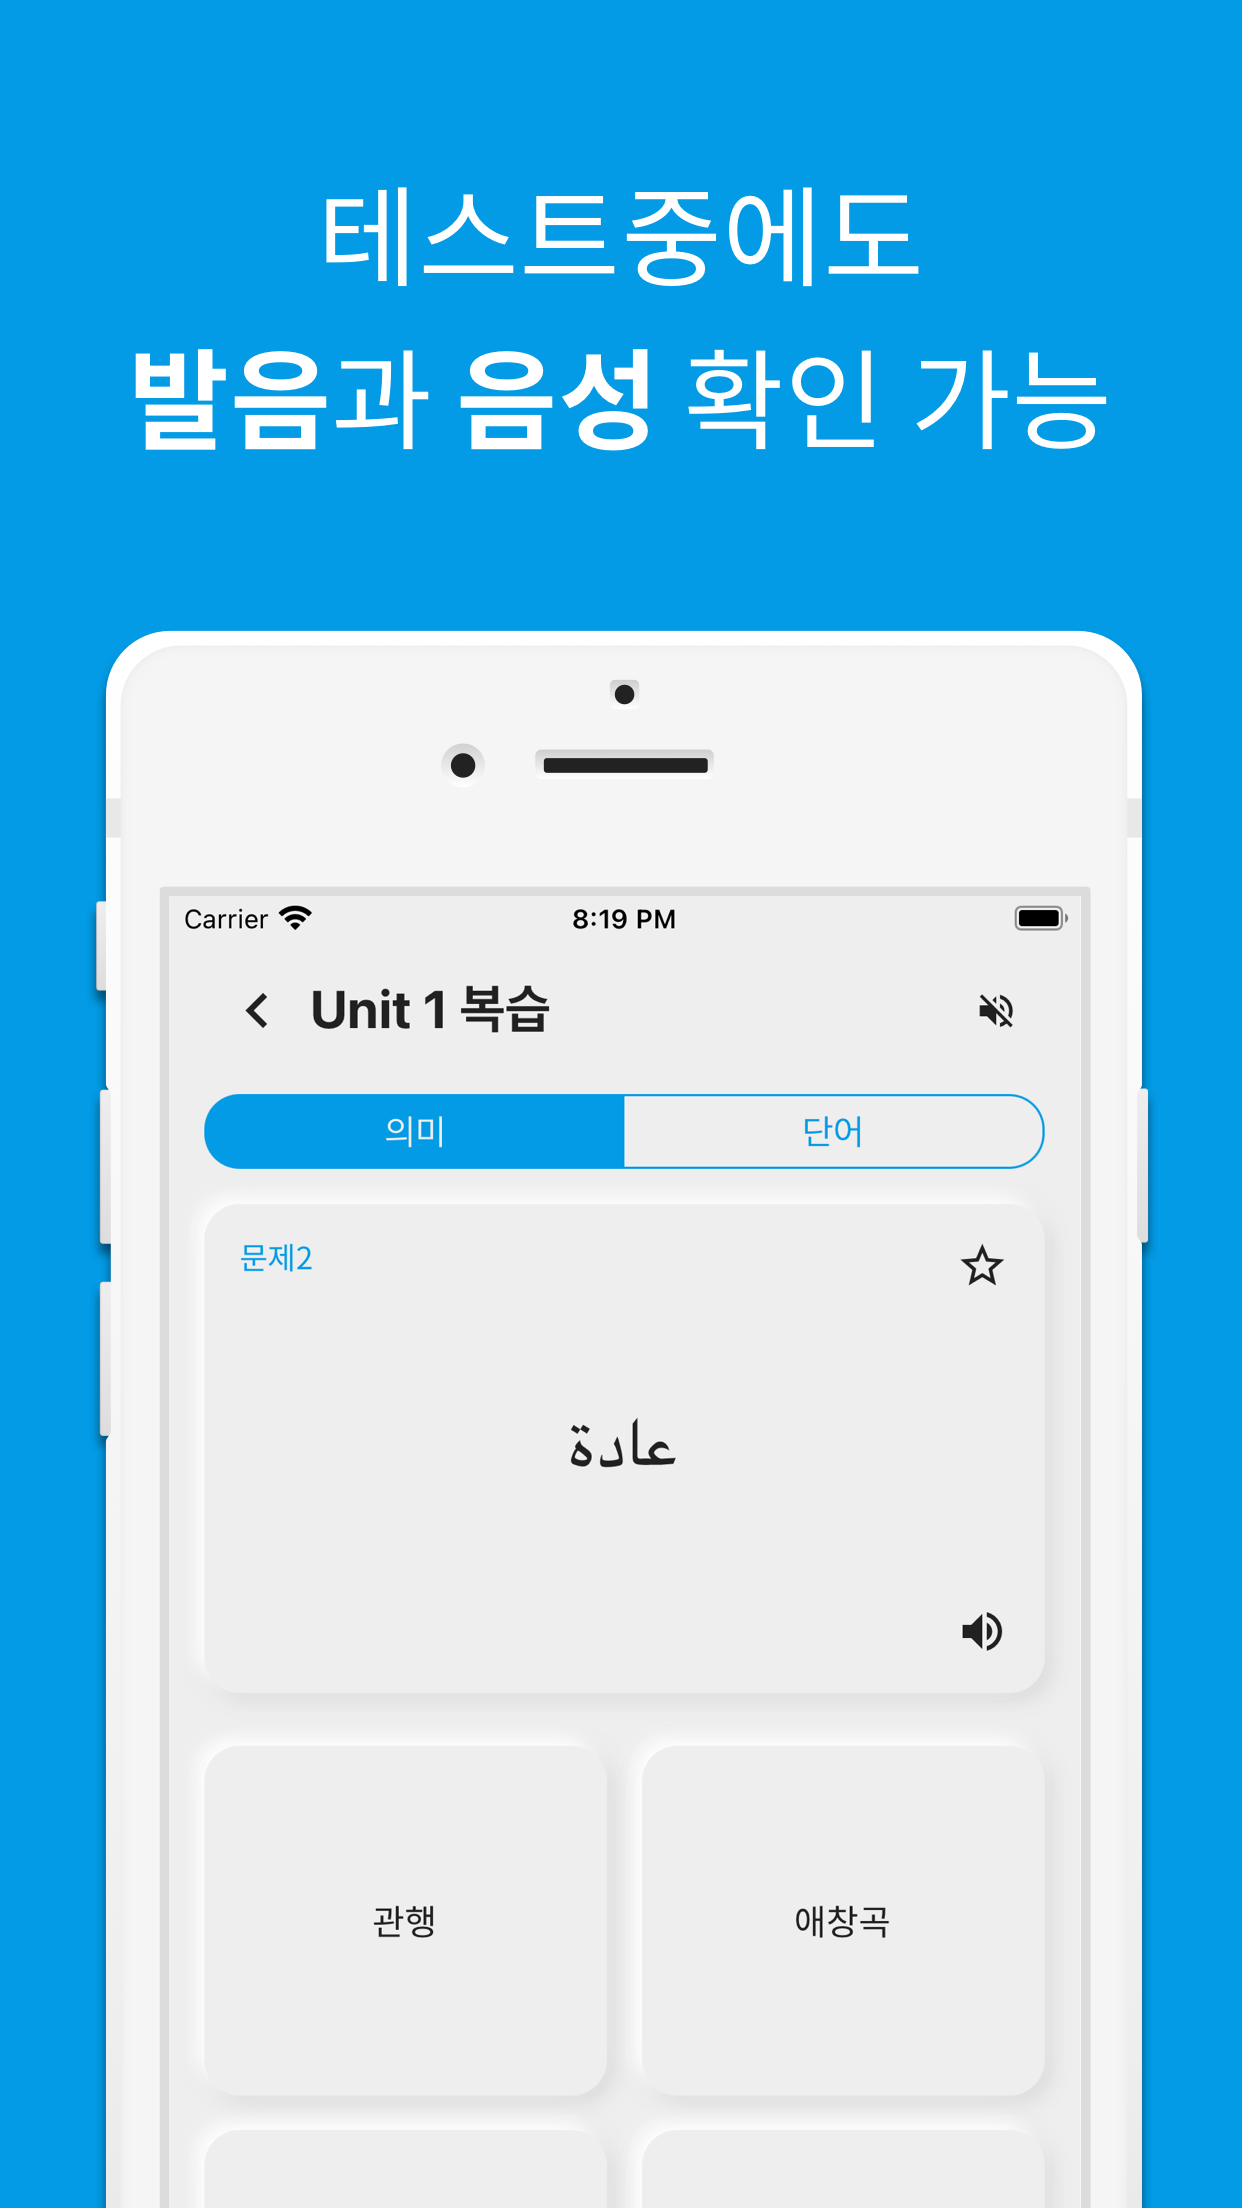 테스트중에도
발음과 음성 확인 가능
Carrier 8:19 PM
Unit 1 복습
의미 단어
문제2
عادة
관행 애창곡